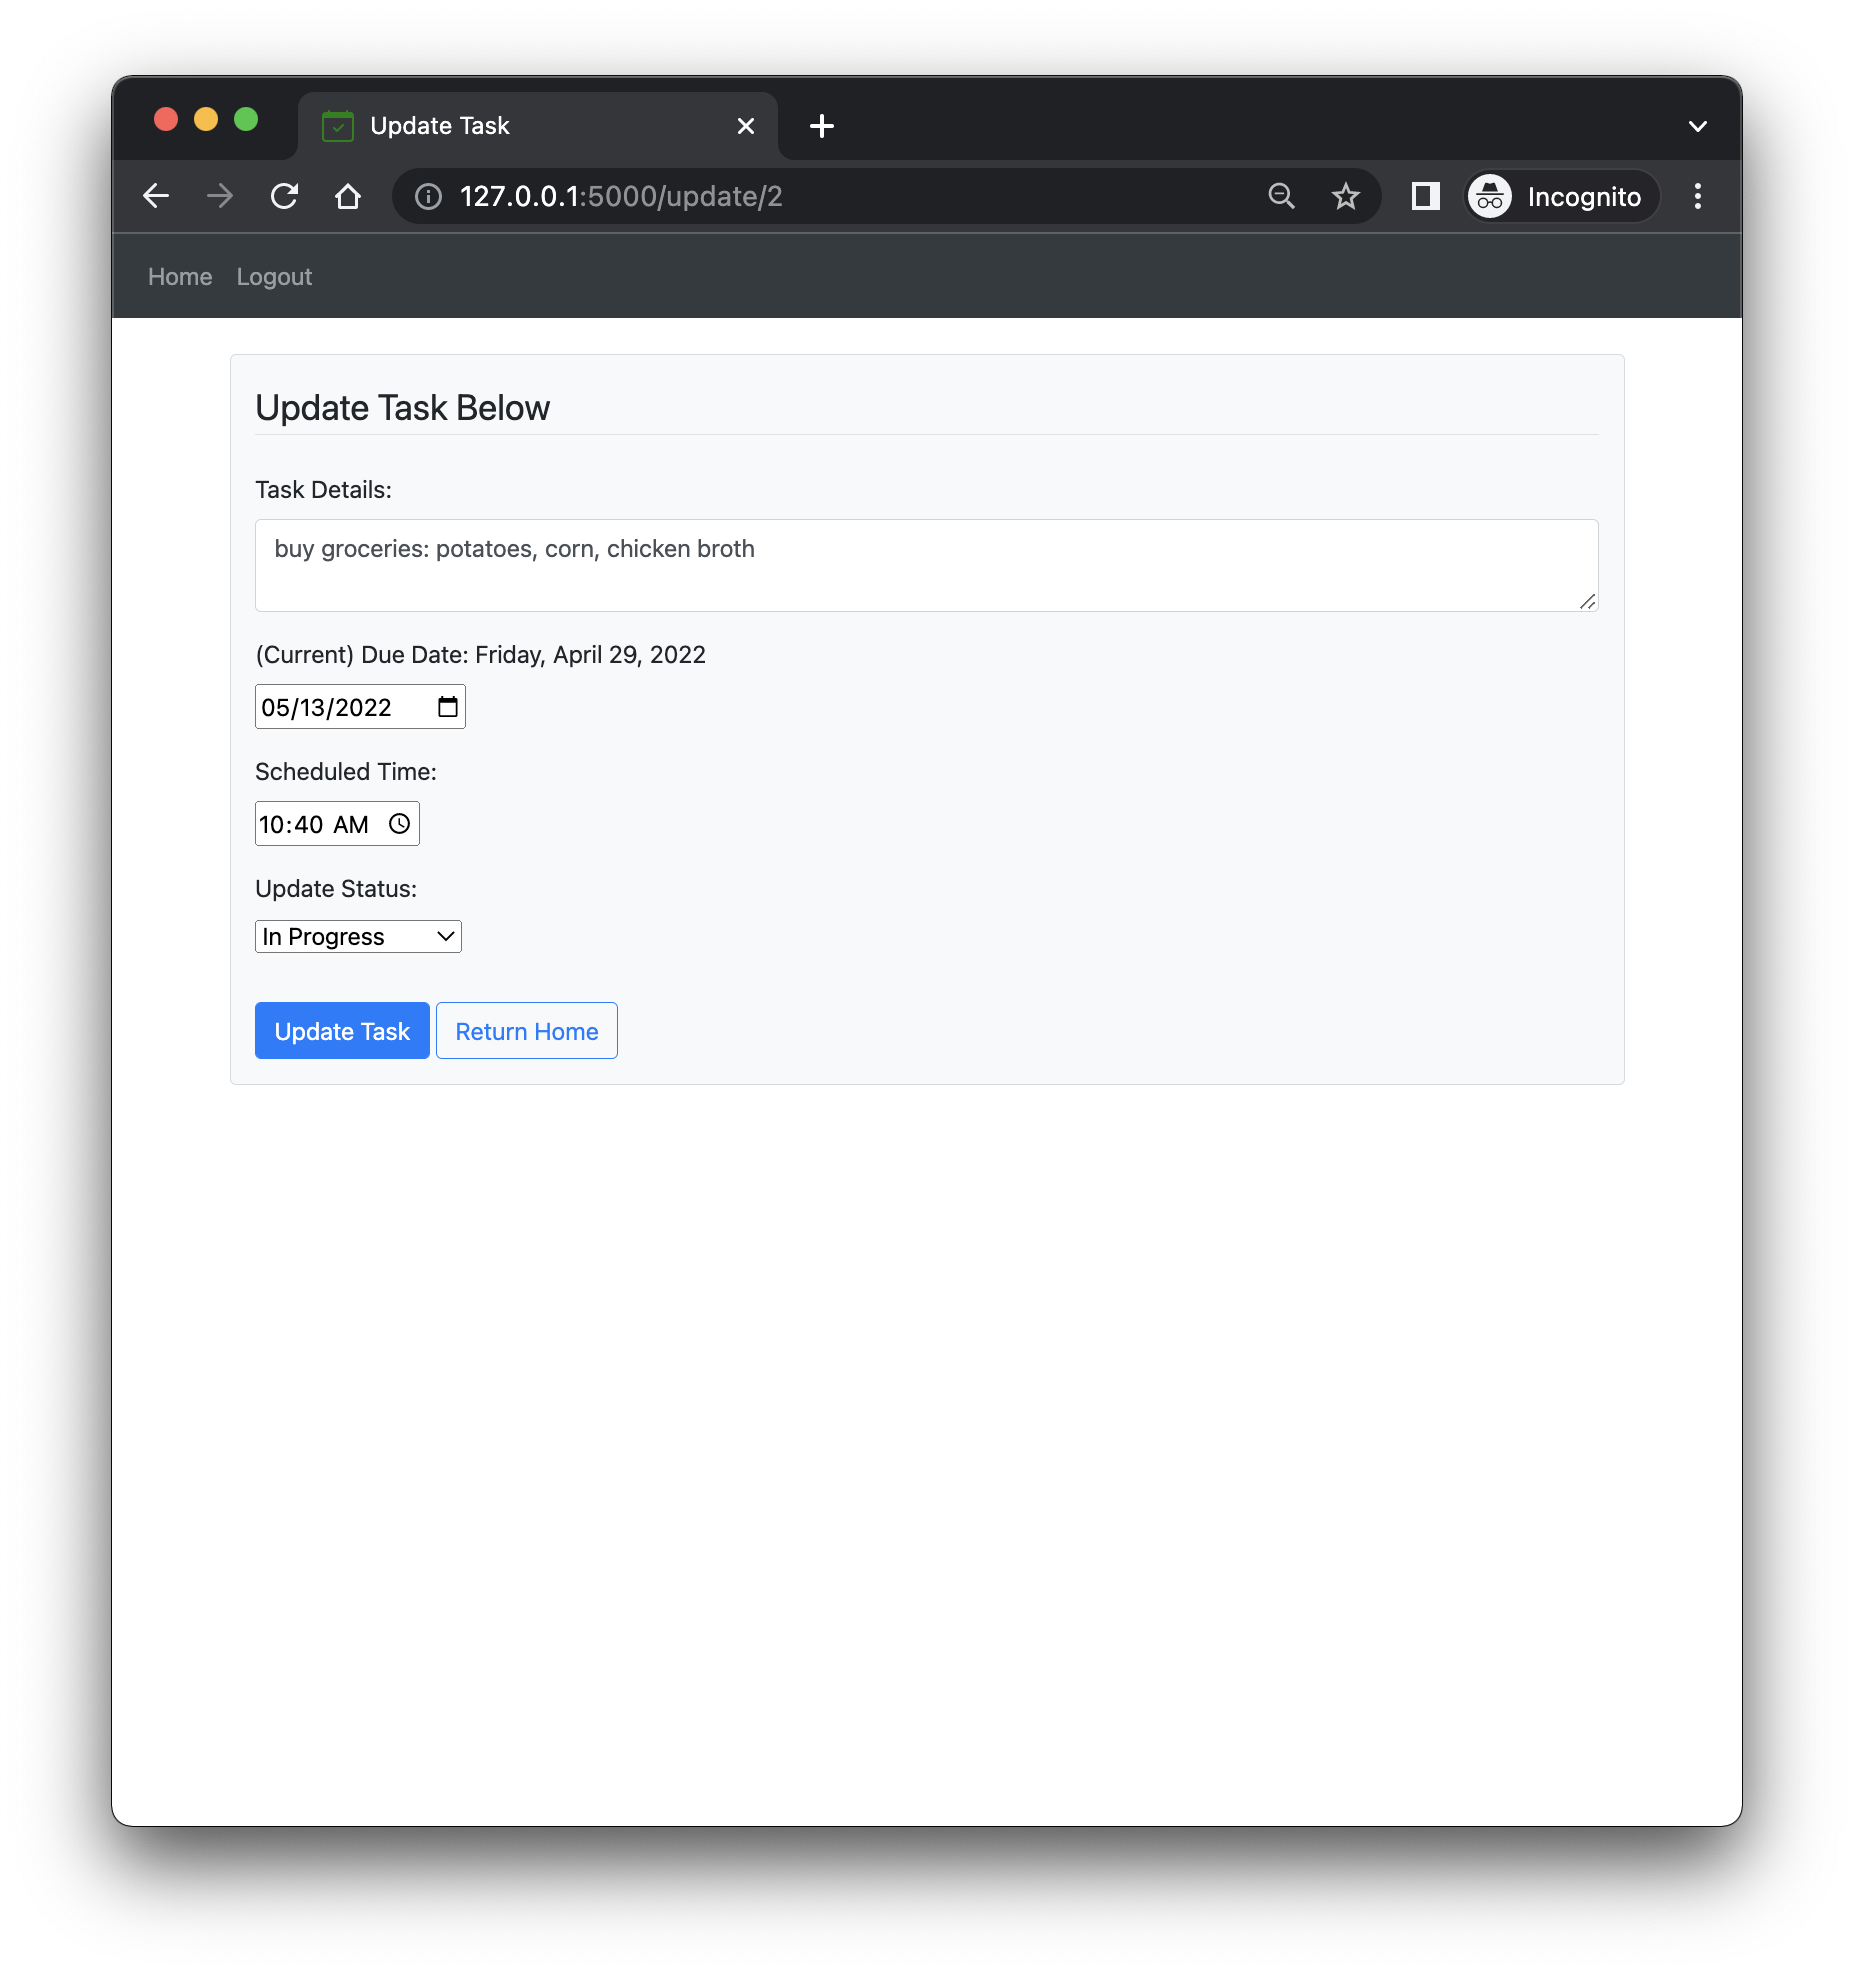 Update Task
127.0.0.1:5000/update/2
Incognito
Home Logout
Update Task Below
Task Details:
buy groceries: potatoes, corn, chicken broth
(Current) Due Date: Friday, April 29, 2022
05/13/2022
Scheduled Time:
10:40 AM
Update Status:
In Progress
Update Task Return Home